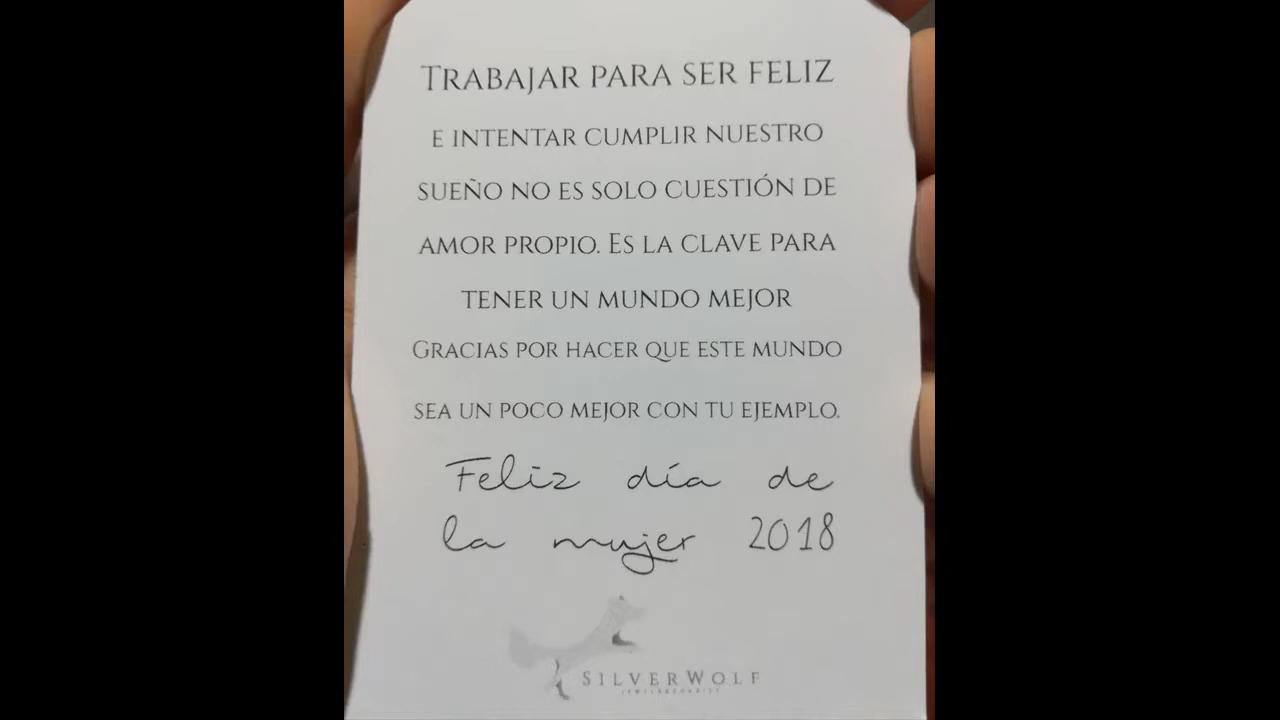 Trabajar para ser feliz
e intentar cumplir nuestro
sueño no es solo cuestión de
amor propio. Es la clave para
tener un mundo mejor
Gracias por hacer que este mundo
sea un poco mejor con tu ejemplo.
Feliz día de
la mujer 2018
SilverWolf